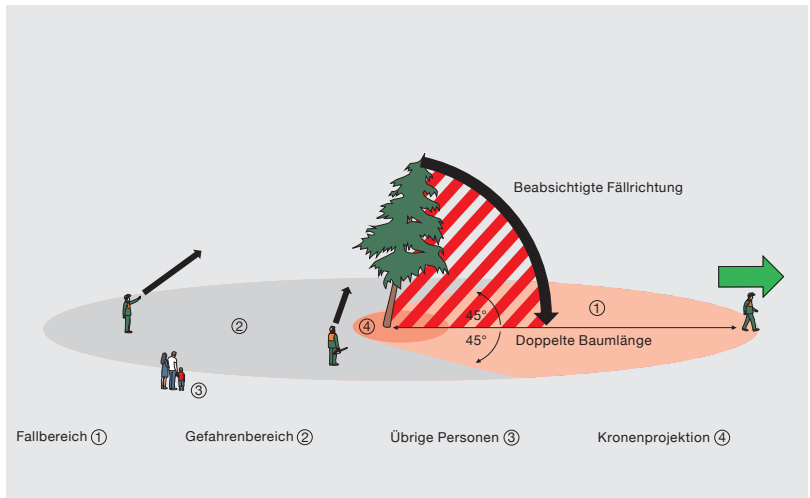 Beabsichtigte Fällrichtung
①
45°
②
④
45°
Doppelte Baumlänge
③
Fallbereich ①
Gefahrenbereich ②
Übrige Personen ③
Kronenprojektion ④